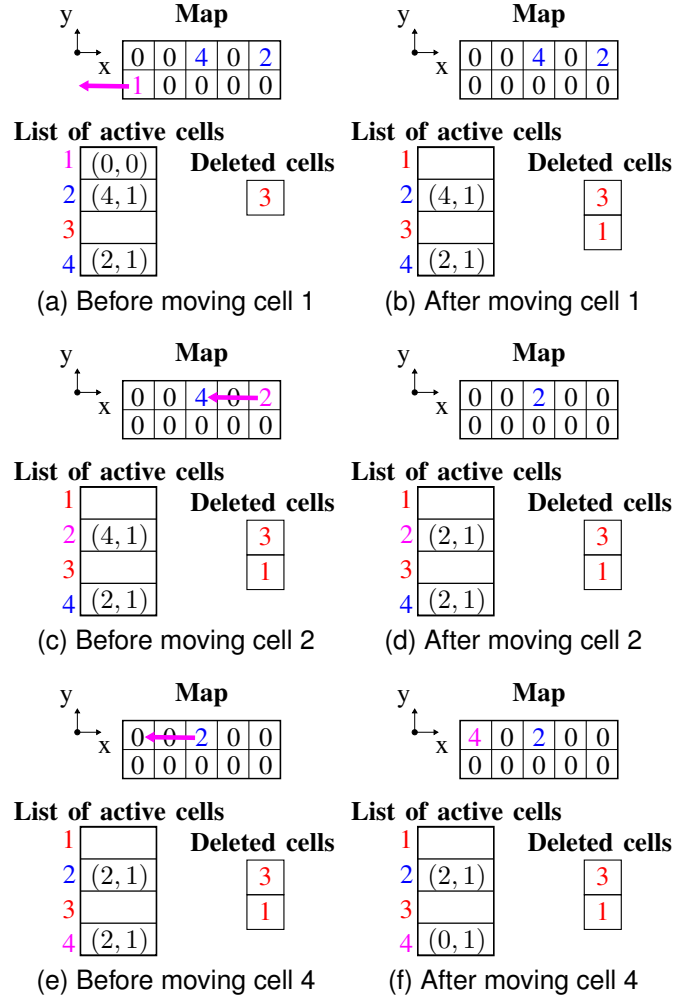 y Map
x 0 0 4 0 2
1 0 0 0 0
List of active cells
1 (0, 0) Deleted cells
2 (4, 1) 3
3
4 (2, 1)
(a) Before moving cell 1
y Map
x 0 0 4 0 2
0 0 0 0 0
List of active cells
1 Deleted cells
2 (4, 1) 3
3 1
4 (2, 1)
(b) After moving cell 1
y Map
x 0 0 4 0 2
0 0 0 0 0
List of active cells
1 Deleted cells
2 (4, 1) 3
3 1
4 (2, 1)
(c) Before moving cell 2
y Map
x 0 0 2 0 0
0 0 0 0 0
List of active cells
1 Deleted cells
2 (2, 1) 3
3 1
4 (2, 1)
(d) After moving cell 2
y Map
x 0 0 2 0 0
0 0 0 0 0
List of active cells
1 Deleted cells
2 (2, 1) 3
3 1
4 (2, 1)
(e) Before moving cell 4
y Map
x 4 0 2 0 0
0 0 0 0 0
List of active cells
1 Deleted cells
2 (2, 1) 3
3 1
4 (0, 1)
(f) After moving cell 4